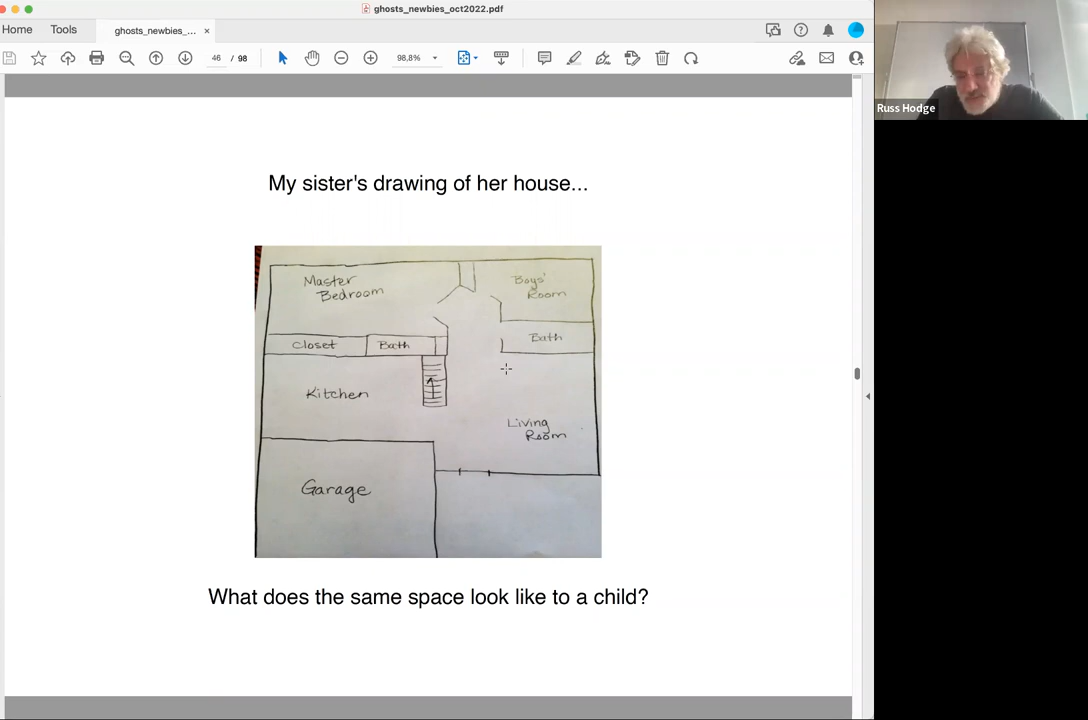 ghosts_newbies_oct2022.pdf
Home
Tools
ghosts_newbies_...
46 / 98
98,8%
Russ Hodge
My sister's drawing of her house...
Master
Bedroom
Boys'
Room
Closet
Bath
Bath
Kitchen
Living
Room
Garage
What does the same space look like to a child?